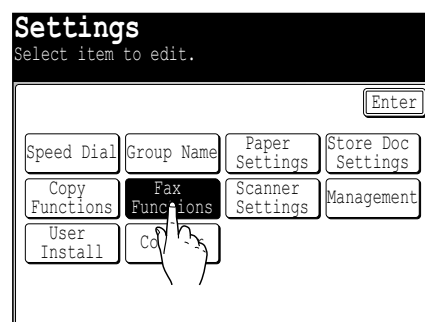 Settings
Select item to edit.
Enter
Speed Dial Group Name Paper Settings Store Doc Settings
Copy Functions Fax Functions Scanner Settings Management
User Install